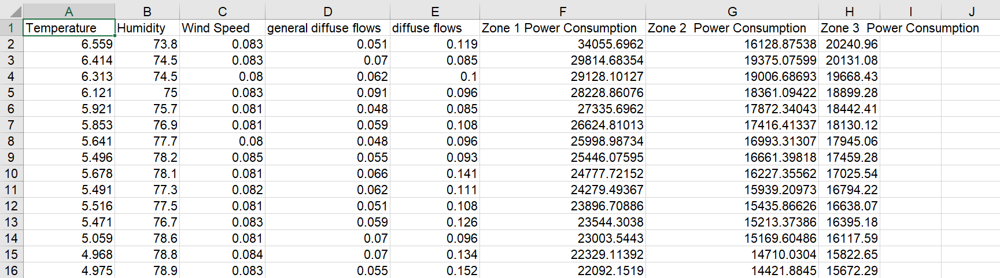 A B C D E F G H I J
1 Temperature Humidity Wind Speed general diffuse flows diffuse flows Zone 1 Power Consumption Zone 2  Power Consumption Zone 3  Power Consumption
2 6.559 73.8 0.083 0.051 0.119 34055.6962 16128.87538 20240.96
3 6.414 74.5 0.083 0.07 0.085 29814.68354 19375.07599 20131.08
4 6.313 74.5 0.08 0.062 0.1 29128.10127 19006.68693 19668.43
5 6.121 75 0.083 0.091 0.096 28228.86076 18361.09422 18899.28
6 5.921 75.7 0.081 0.048 0.085 27335.6962 17872.34043 18442.41
7 5.853 76.9 0.081 0.059 0.108 26624.81013 17416.41337 18130.12
8 5.641 77.7 0.08 0.048 0.096 25998.98734 16993.31307 17945.06
9 5.496 78.2 0.085 0.055 0.093 25446.07595 16661.39818 17459.28
10 5.678 78.1 0.081 0.066 0.141 24777.72152 16227.35562 17025.54
11 5.491 77.3 0.082 0.062 0.111 24279.49367 15939.20973 16794.22
12 5.516 77.5 0.081 0.051 0.108 23896.70886 15435.86626 16638.07
13 5.471 76.7 0.083 0.059 0.126 23544.3038 15213.37386 16395.18
14 5.059 78.6 0.081 0.07 0.096 23003.5443 15169.60486 16117.59
15 4.968 78.8 0.084 0.07 0.134 22329.11392 14710.0304 15822.65
16 4.975 78.9 0.083 0.055 0.152 22092.1519 14421.8845 15672.29